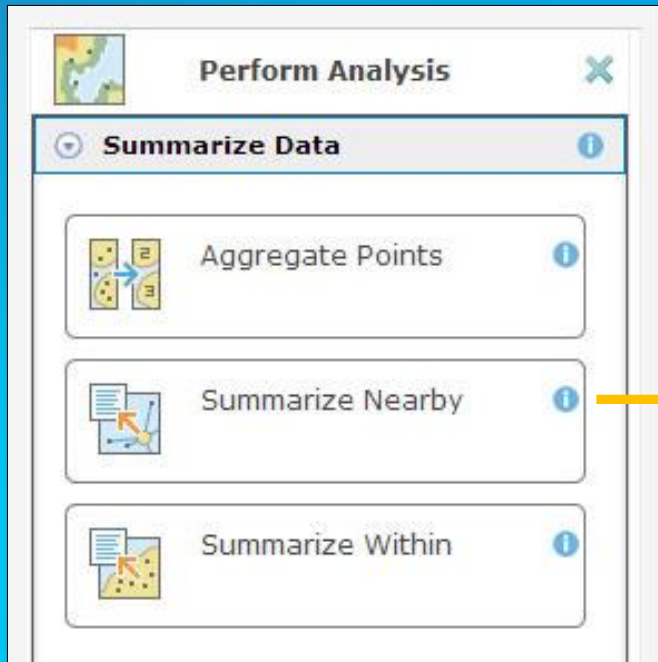 Perform Analysis
Summarize Data
Aggregate Points
Summarize Nearby
Summarize Within